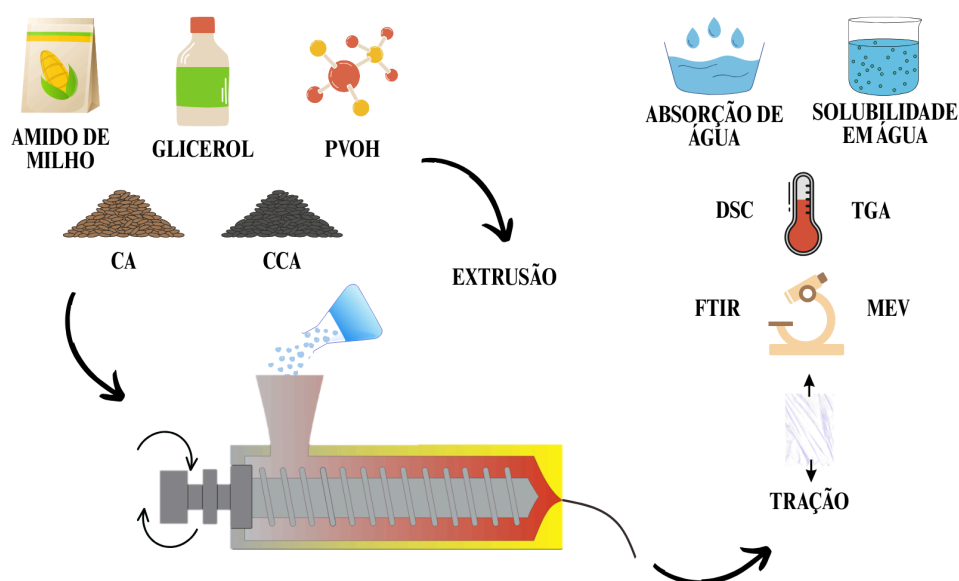 AMIDO DE
MILHO
GLICEROL
PVOH
CA
CCA
EXTRUSÃO
ABSORÇÃO DE
ÁGUA
SOLUBILIDADE
EM ÁGUA
DSC
TGA
FTIR
MEV
TRAÇÃO